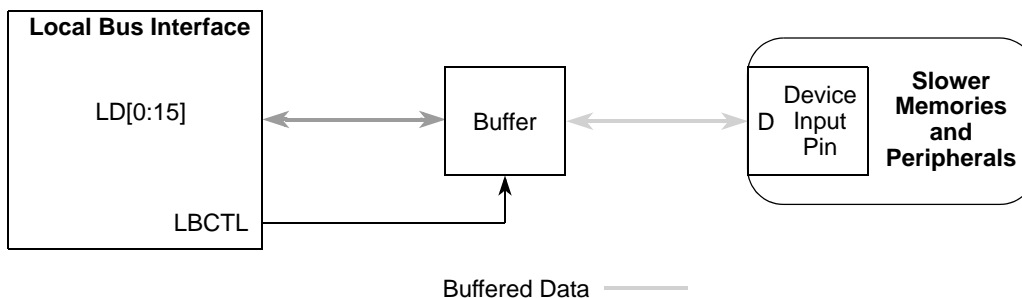 Local Bus Interface
LD[0:15]
LBCTL
Buffer
D
Device
Input
Pin
Slower
Memories
and
Peripherals
Buffered Data